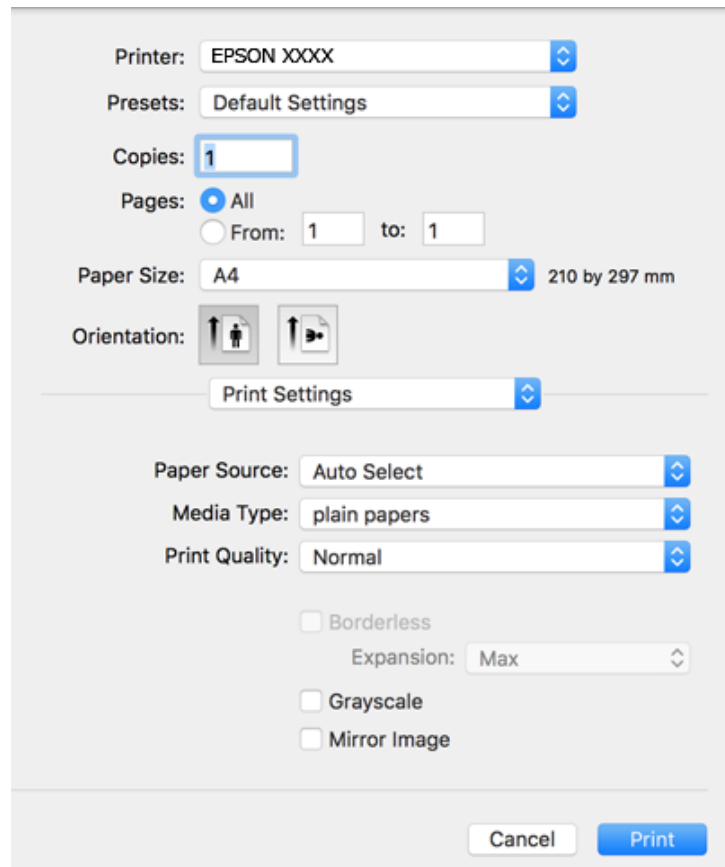 Printer: EPSON XXXX
Presets: Default Settings
Copies: 1
Pages: All
From: 1 to: 1
Paper Size: A4 210 by 297 mm
Orientation:
Print Settings
Paper Source: Auto Select
Media Type: plain papers
Print Quality: Normal
Borderless
Expansion: Max
Grayscale
Mirror Image
Cancel Print